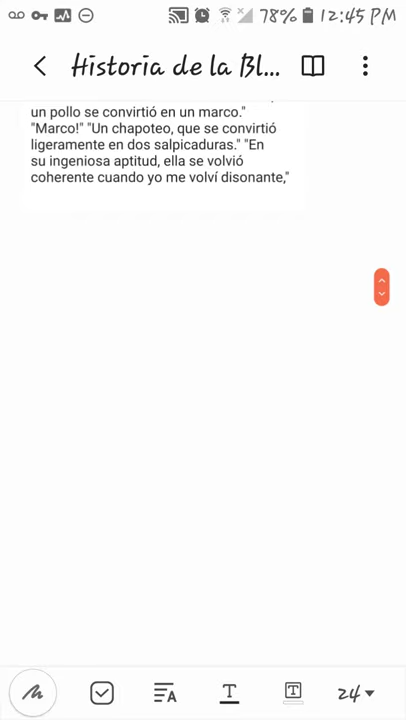 78% 12:45 PM
Historia de la Bl...
un pollo se convirtió en un marco."
"Marco!" "Un chapoteo, que se convirtió
ligeramente en dos salpicaduras." "En
su ingeniosa aptitud, ella se volvió
coherente cuando yo me volví disonante,"
A T T 24